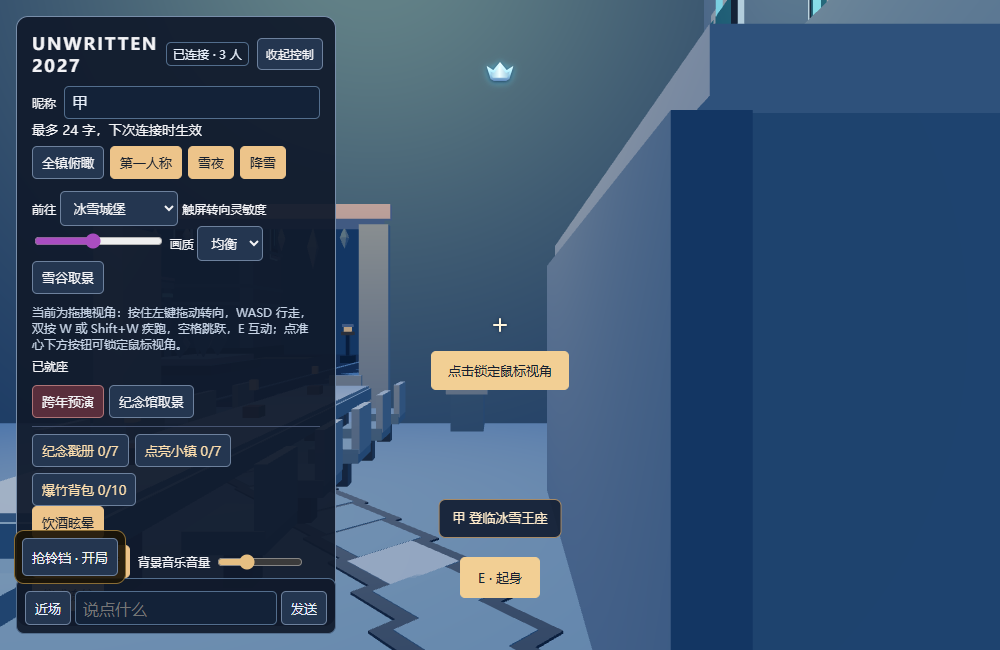 UNWRITTEN 2027
已连接 · 3 人
收起控制
昵称 甲
最多 24 字，下次连接时生效
全镇俯瞰 第一人称 雪夜 降雪
前往 冰雪城堡 触屏转向灵敏度
画质 均衡
雪谷取景
当前为拖拽视角：按住左键拖动转向，WASD 行走，
双按 W 或 Shift+W 疾跑，空格跳跃，E 互动；点准
心下方按钮可锁定鼠标视角。
已就座
跨年预演 纪念馆取景
纪念戳册 0/7 点亮小镇 0/7
爆竹背包 0/10
饮酒眩晕
抢铃铛 · 开局
背景音乐音量
近场 说点什么 发送
点击锁定鼠标视角
甲 登临冰雪王座
E · 起身